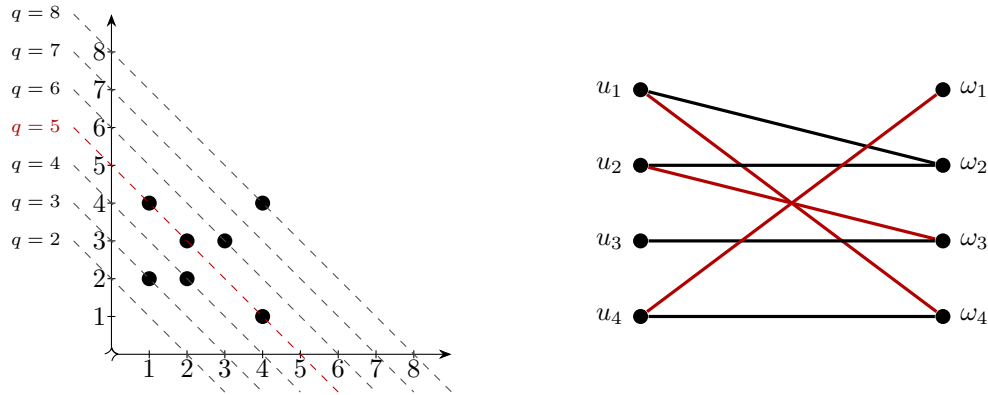 q = 8
q = 7
q = 6
q = 5
q = 4
q = 3
q = 2
8
7
6
5
4
3
2
1
1 2 3 4 5 6 7 8
u₁ ω₁
u₂ ω₂
u₃ ω₃
u₄ ω₄